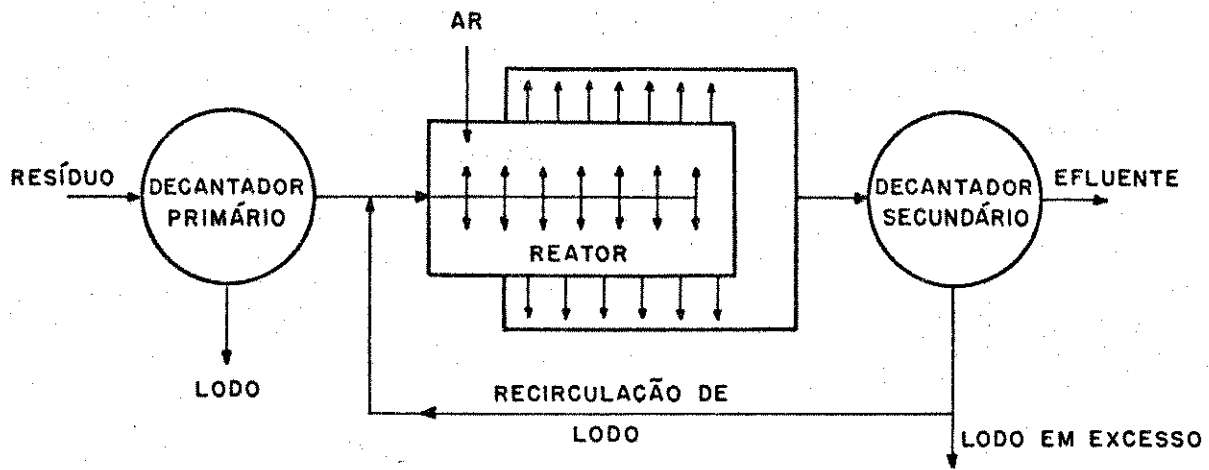 AR
RESÍDUO
DECANTADOR
PRIMÁRIO
REATOR
DECANTADOR
SECUNDÁRIO
EFLUENTE
LODO
RECIRCULAÇÃO DE
LODO
LODO EM EXCESSO